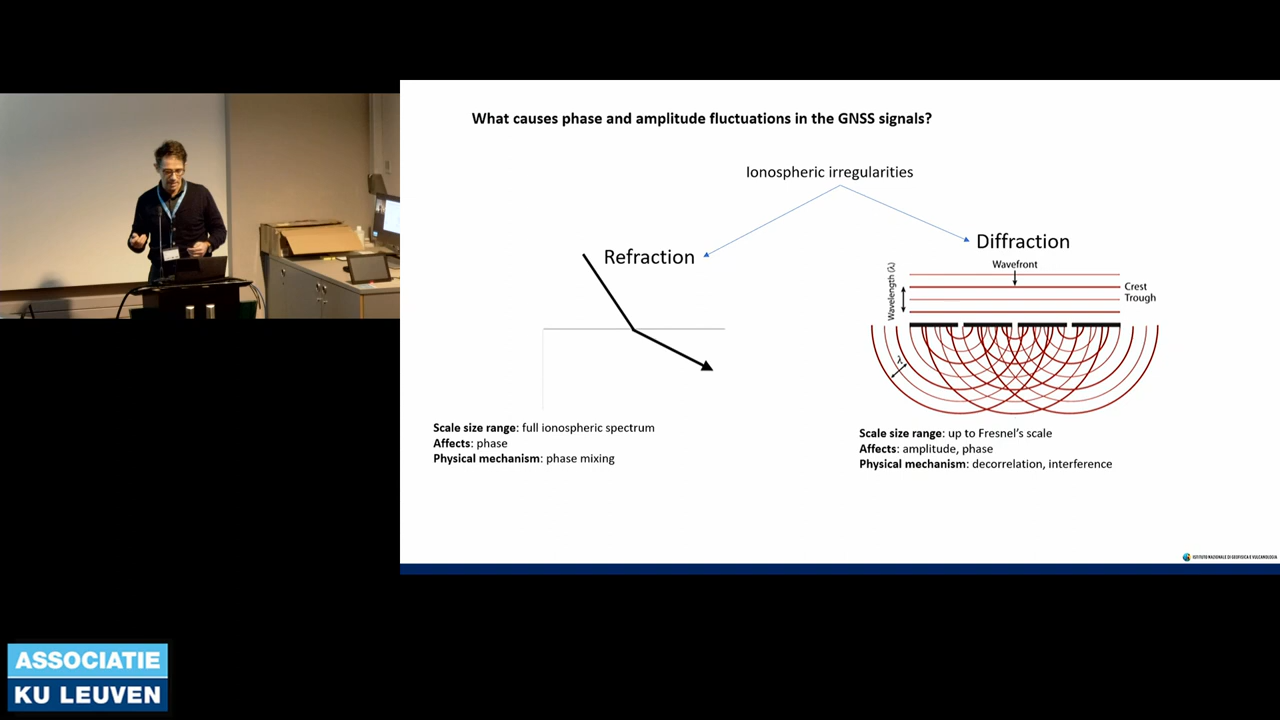 What causes phase and amplitude fluctuations in the GNSS signals?
Ionospheric irregularities
Refraction
Diffraction
Wavefront
Wavelength (λ)
Crest
Trough
λ
Scale size range: full ionospheric spectrum
Affects: phase
Physical mechanism: phase mixing
Scale size range: up to Fresnel's scale
Affects: amplitude, phase
Physical mechanism: decorrelation, interference
ISTITUTO NAZIONALE DI GEOFISICA E VULCANOLOGIA
ASSOCIATIE
KU LEUVEN